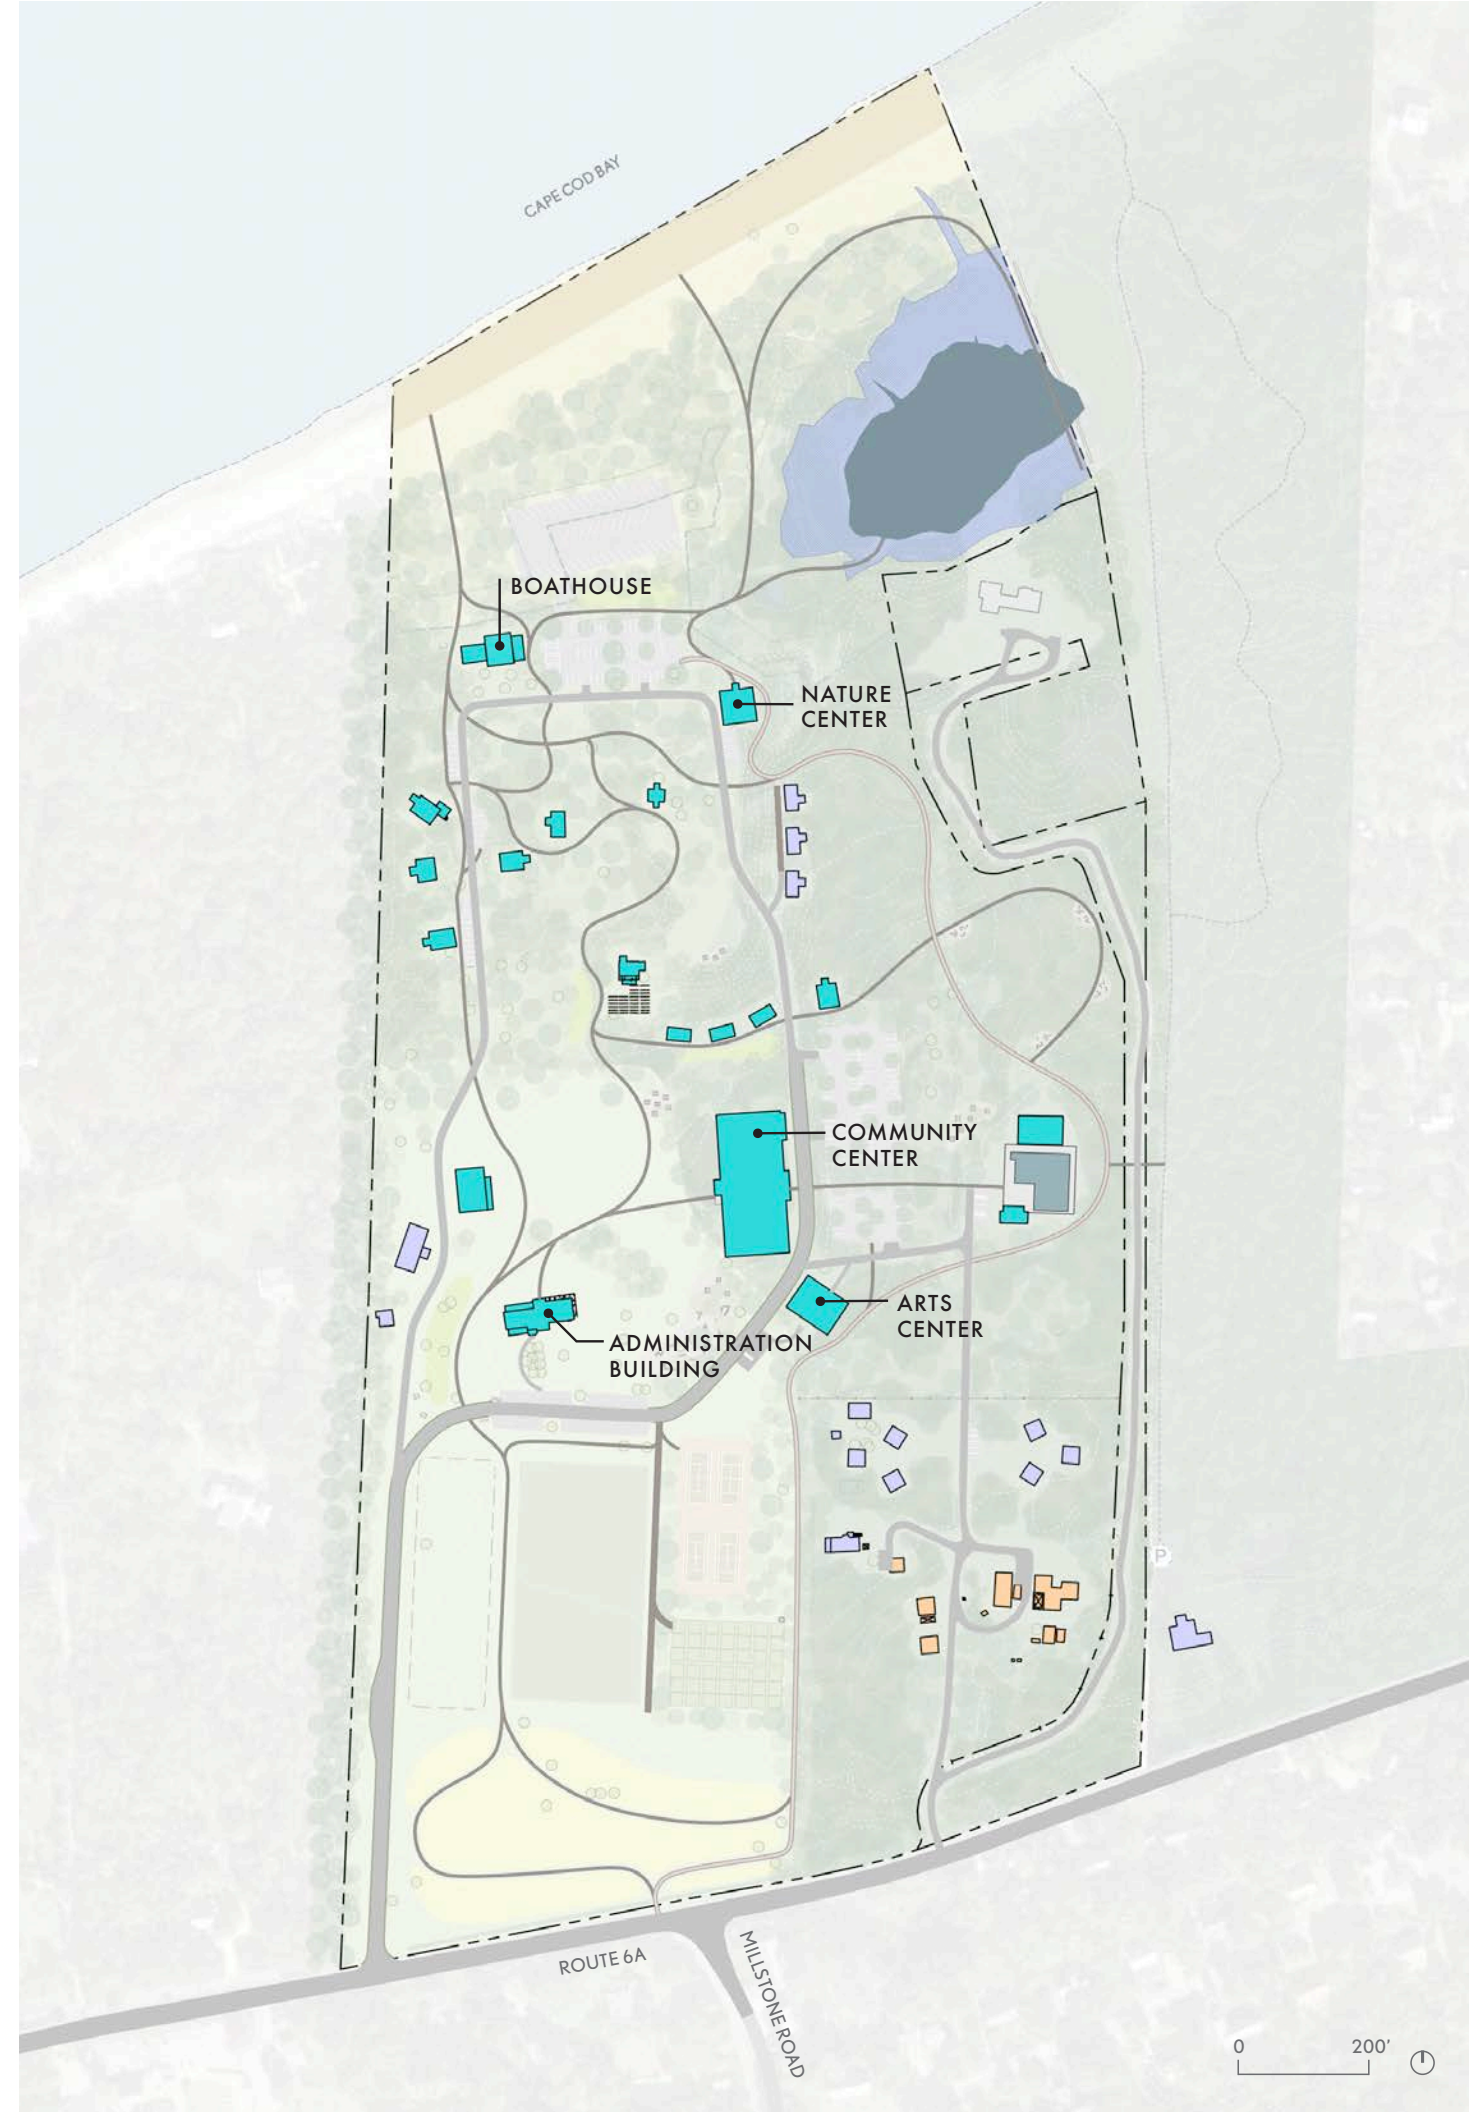 CAPE COD BAY
BOATHOUSE
NATURE
CENTER
COMMUNITY
CENTER
ARTS
CENTER
ADMINISTRATION
BUILDING
P
ROUTE 6A
MILLSTONE ROAD
0 200'